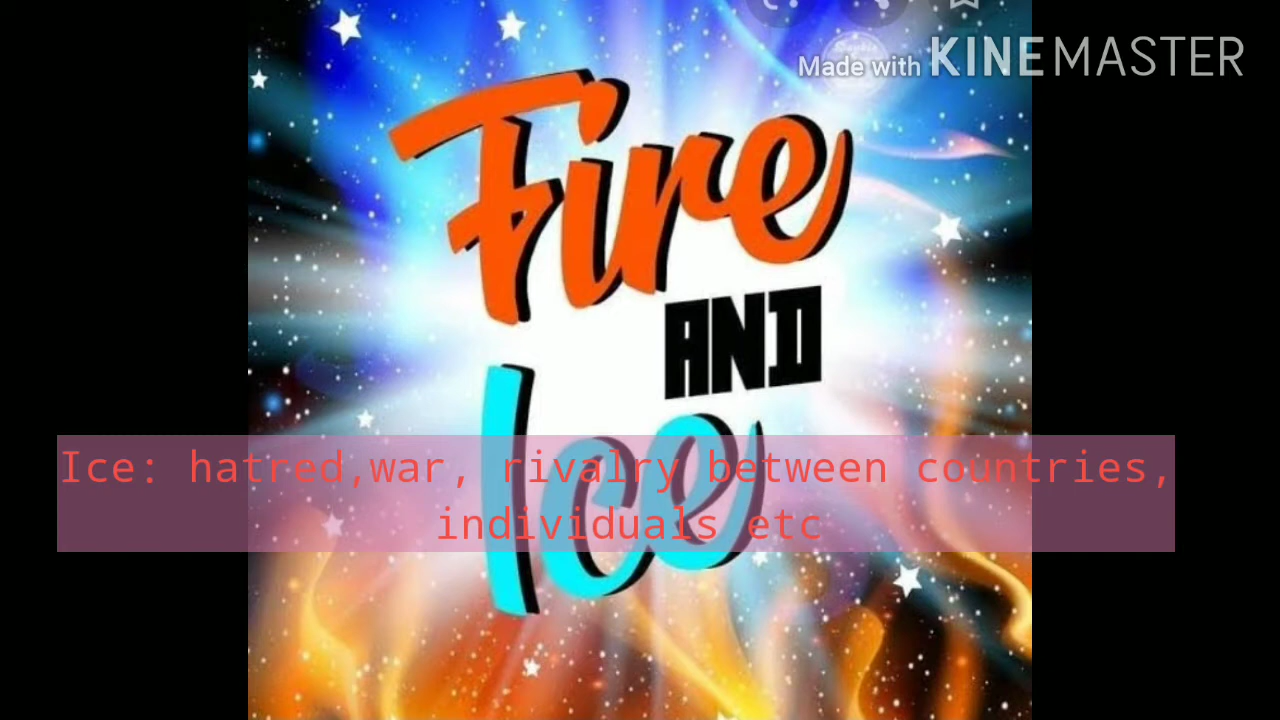 Made with KINEMASTER
Fire
AND
Ice
Ice: hatred,war, rivalry between countries,
individuals etc